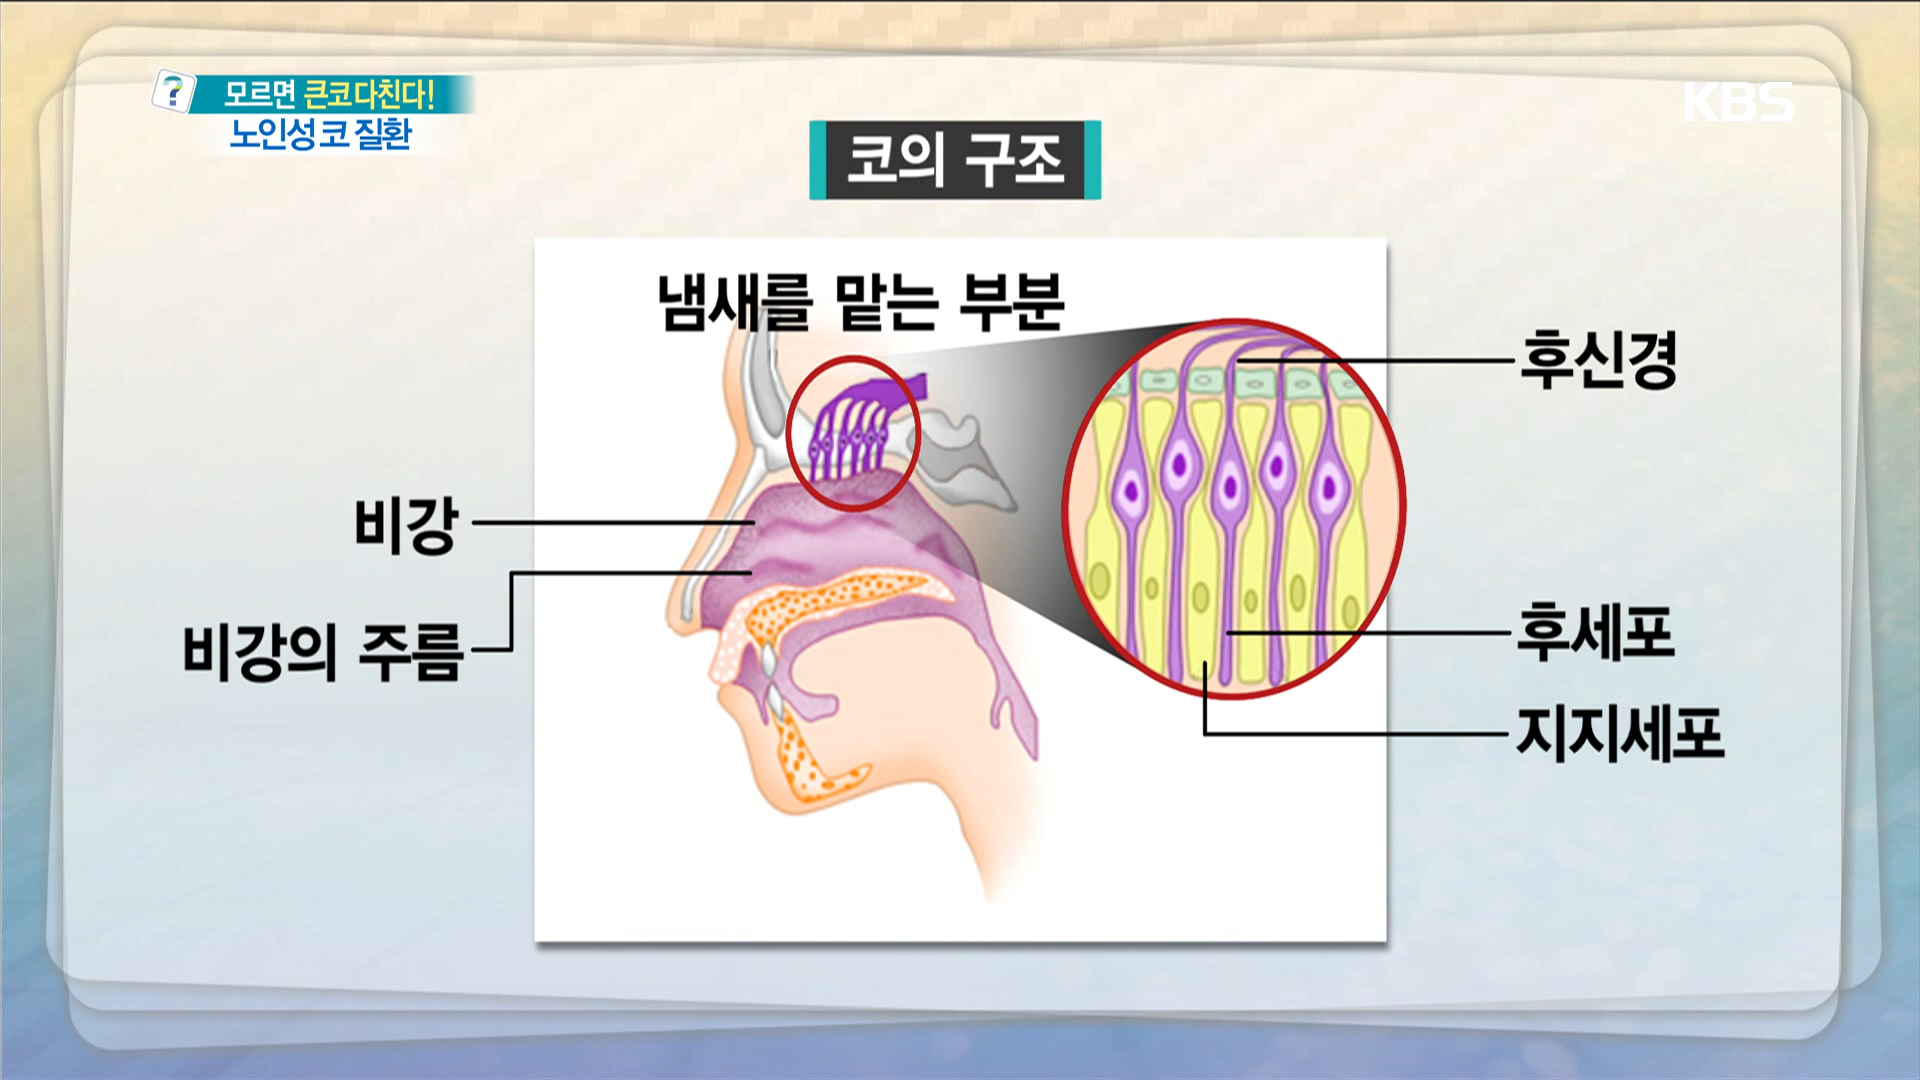 ?
모르면 큰코다친다!
노인성 코 질환
KBS
코의 구조
냄새를 맡는 부분
후신경
비강
비강의 주름
후세포
지지세포